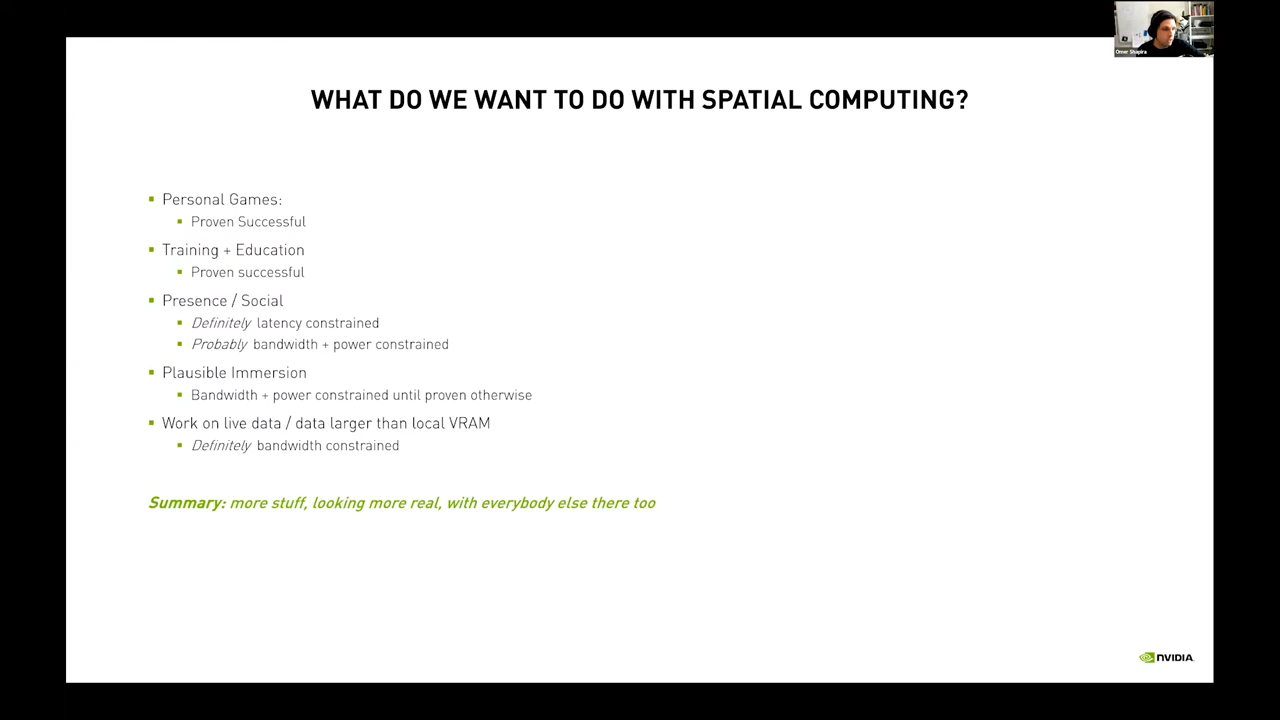 Omer Shapira
WHAT DO WE WANT TO DO WITH SPATIAL COMPUTING?
Personal Games:
Proven Successful
Training + Education
Proven successful
Presence / Social
Definitely latency constrained
Probably bandwidth + power constrained
Plausible Immersion
Bandwidth + power constrained until proven otherwise
Work on live data / data larger than local VRAM
Definitely bandwidth constrained
Summary: more stuff, looking more real, with everybody else there too
NVIDIA.